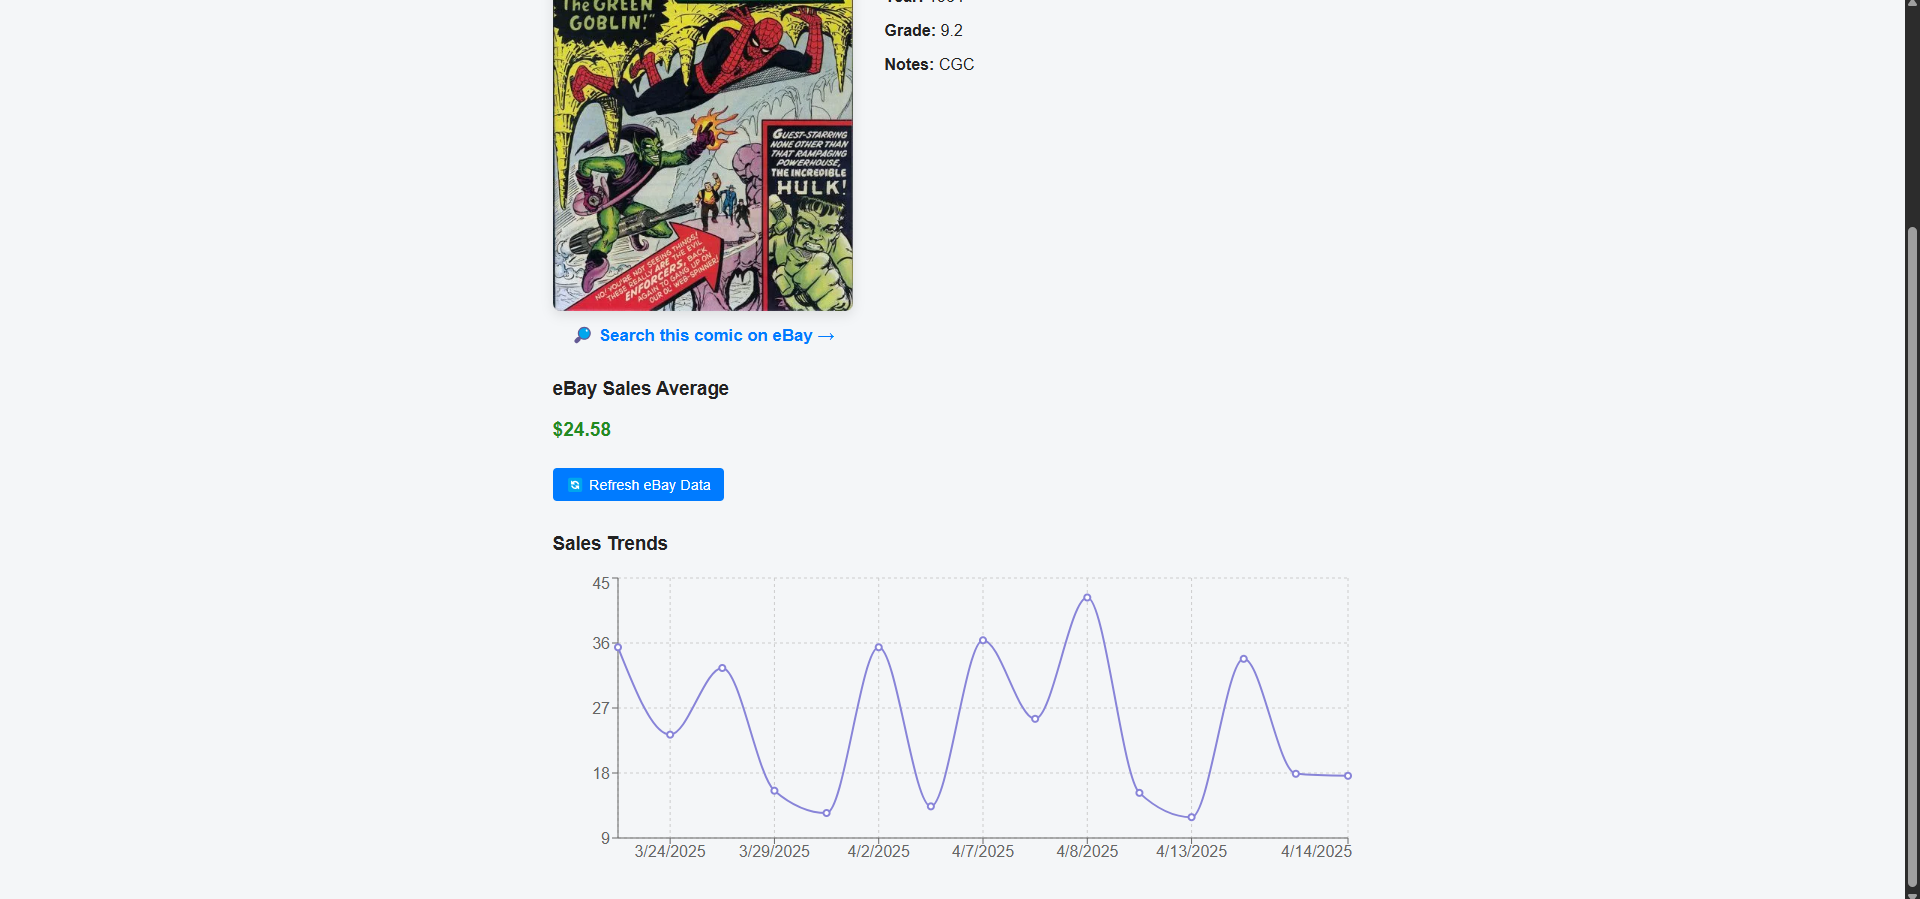 The GREEN
GOBLIN!"
Grade: 9.2
Notes: CGC
GUEST-STARRING
NONE OTHER THAN
THAT RAMPAGING
POWERHOUSE,
THE INCREDIBLE
HULK!
NO! YOU'RE NOT SEEING THINGS!
THESE REALLY ARE THE EVIL
ENFORCERS, BACK
AGAIN TO GANG UP ON
OUR OL' WEB-SPINNER!
🔎 Search this comic on eBay →
eBay Sales Average
$24.58
Refresh eBay Data
Sales Trends
45
36
27
18
9
3/24/2025 3/29/2025 4/2/2025 4/7/2025 4/8/2025 4/13/2025 4/14/2025